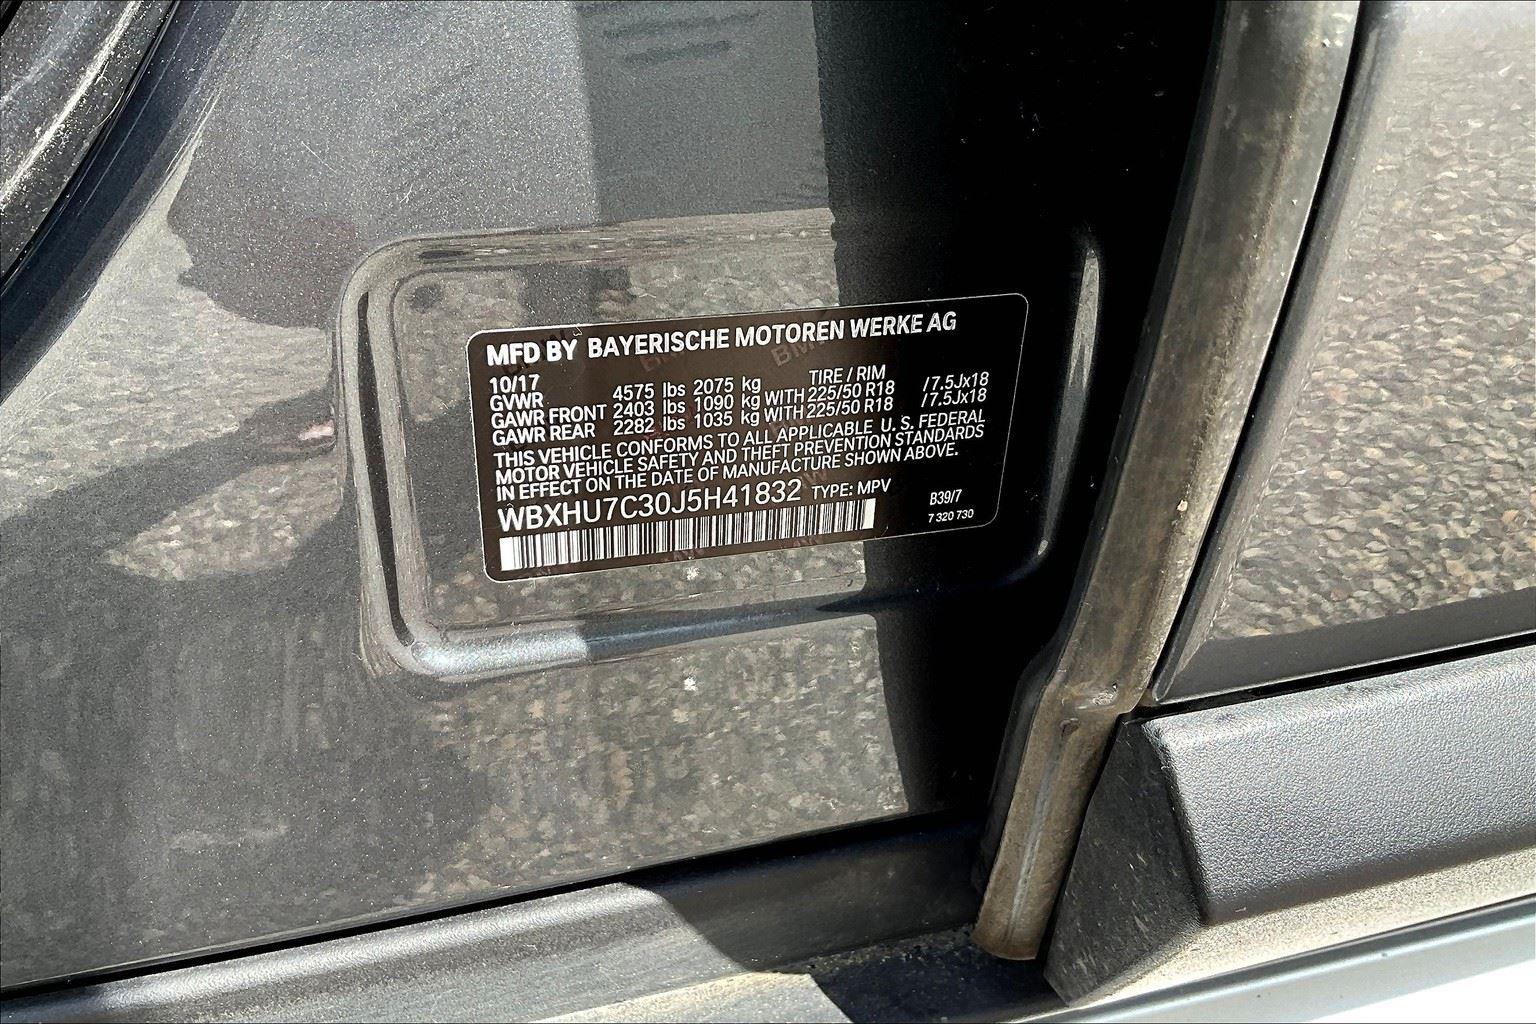 MFD BY BAYERISCHE MOTOREN WERKE AG
10/17 TIRE / RIM
GVWR 4575 lbs 2075 kg
GAWR FRONT 2403 lbs 1090 kg WITH 225/50 R18 / 7.5Jx18
GAWR REAR 2282 lbs 1035 kg WITH 225/50 R18 / 7.5Jx18
THIS VEHICLE CONFORMS TO ALL APPLICABLE U. S. FEDERAL
MOTOR VEHICLE SAFETY AND THEFT PREVENTION STANDARDS
IN EFFECT ON THE DATE OF MANUFACTURE SHOWN ABOVE.
WBXHU7C30J5H41832 TYPE: MPV B39/7
7 320 730